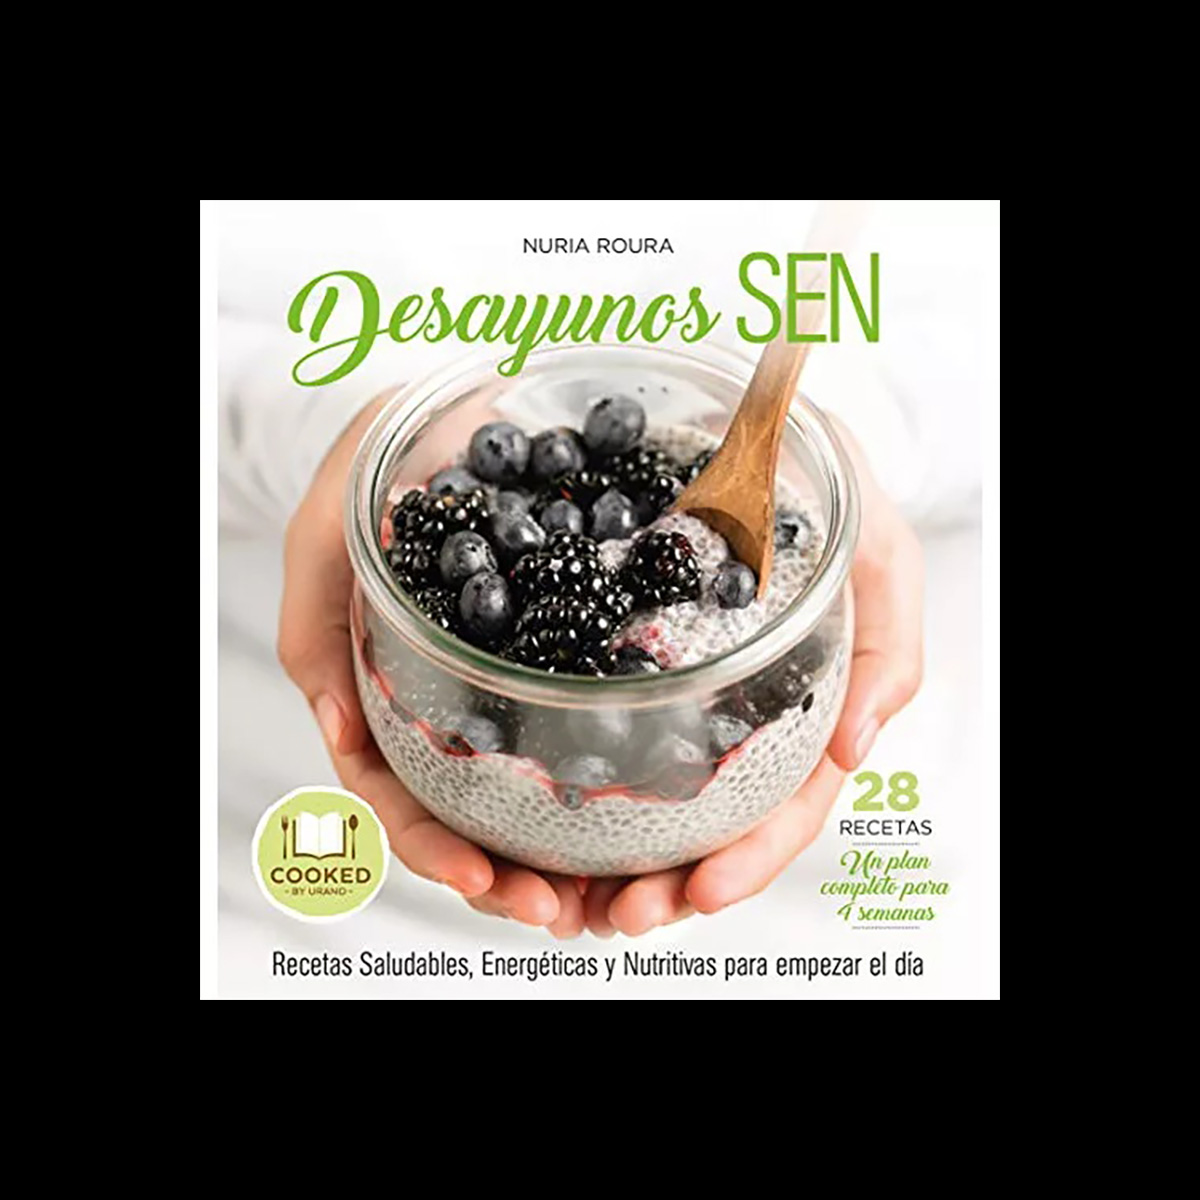 NURIA ROURA
Desayunos SEN
28
RECETAS
Un plan
completo para
4 semanas
COOKED
- BY URANO -
Recetas Saludables, Energéticas y Nutritivas para empezar el día